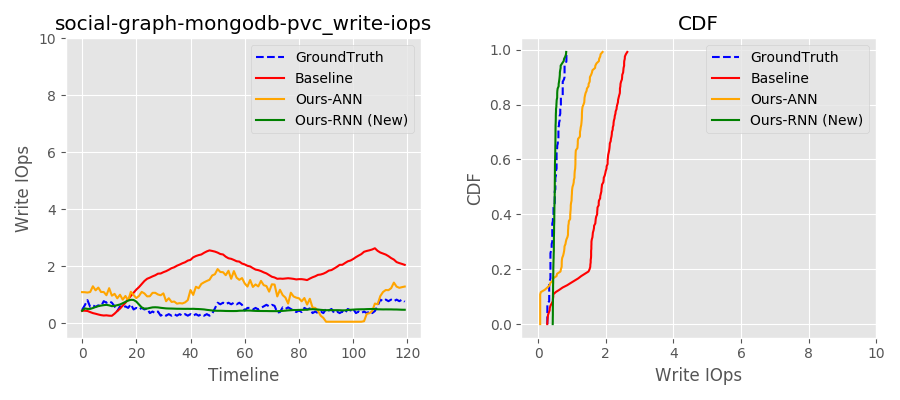 social-graph-mongodb-pvc_write-iops
Write IOps
10
8
6
4
2
0
GroundTruth
Baseline
Ours-ANN
Ours-RNN (New)
0 20 40 60 80 100 120
Timeline
CDF
CDF
1.0
0.8
0.6
0.4
0.2
0.0
GroundTruth
Baseline
Ours-ANN
Ours-RNN (New)
0 2 4 6 8 10
Write IOps